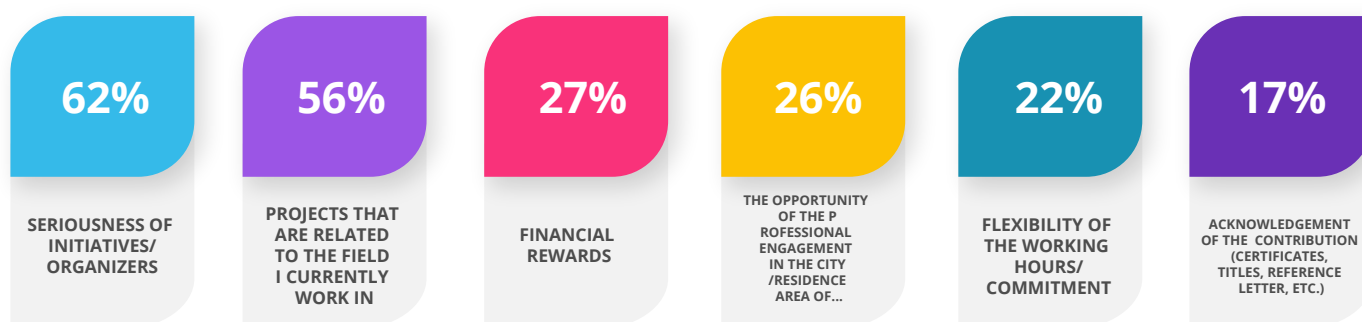 62%
SERIOUSNESS OF
INITIATIVES/
ORGANIZERS
56%
PROJECTS THAT
ARE RELATED
TO THE FIELD
I CURRENTLY
WORK IN
27%
FINANCIAL
REWARDS
26%
THE OPPORTUNITY
OF THE P
ROFESSIONAL
ENGAGEMENT
IN THE CITY
/RESIDENCE
AREA OF...
22%
FLEXIBILITY OF
THE WORKING
HOURS/
COMMITMENT
17%
ACKNOWLEDGEMENT
OF THE CONTRIBUTION
(CERTIFICATES,
TITLES, REFERENCE
LETTER, ETC.)